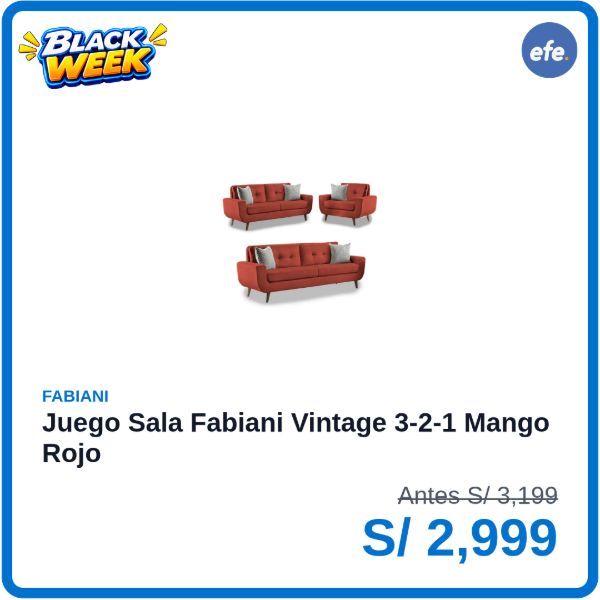 BLACK
WEEK
efe.
FABIANI
Juego Sala Fabiani Vintage 3-2-1 Mango
Rojo
Antes S/ 3,199
S/ 2,999